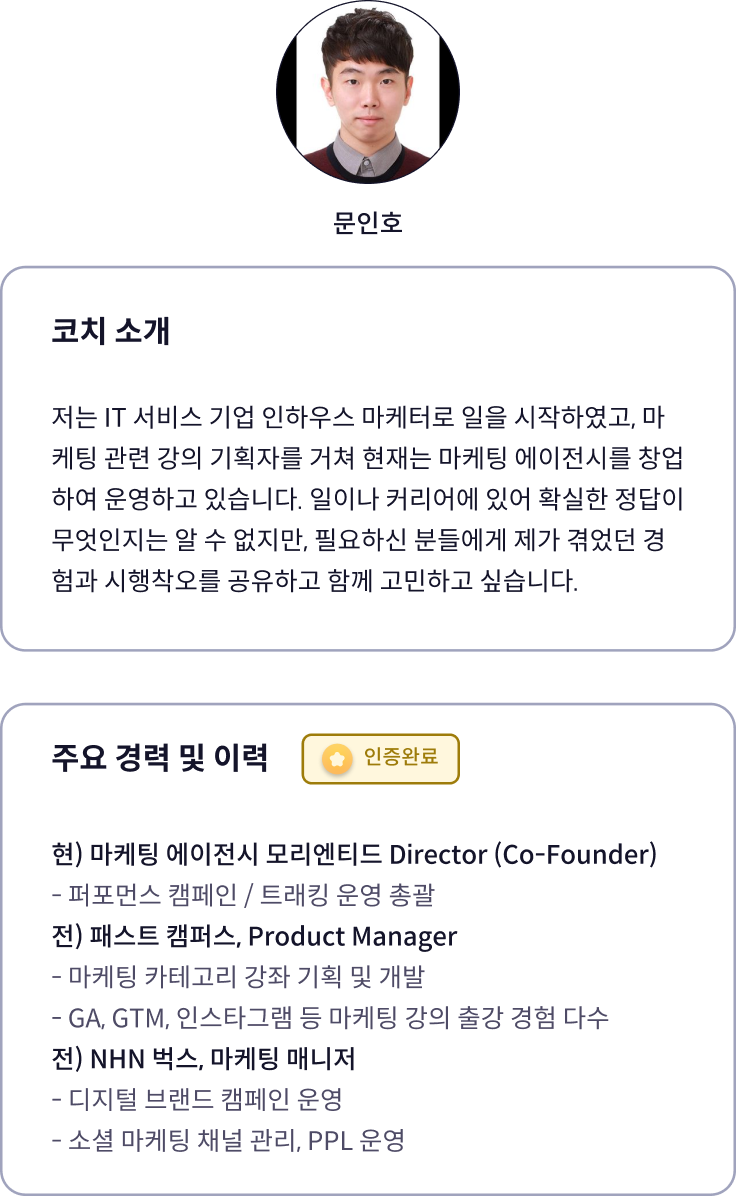 문인호
코치 소개
저는 IT 서비스 기업 인하우스 마케터로 일을 시작하였고, 마
케팅 관련 강의 기획자를 거쳐 현재는 마케팅 에이전시를 창업
하여 운영하고 있습니다. 일이나 커리어에 있어 확실한 정답이
무엇인지는 알 수 없지만, 필요하신 분들에게 제가 겪었던 경
험과 시행착오를 공유하고 함께 고민하고 싶습니다.
주요 경력 및 이력 인증완료
현) 마케팅 에이전시 모리엔티드 Director (Co-Founder)
- 퍼포먼스 캠페인 / 트래킹 운영 총괄
전) 패스트 캠퍼스, Product Manager
- 마케팅 카테고리 강좌 기획 및 개발
- GA, GTM, 인스타그램 등 마케팅 강의 출강 경험 다수
전) NHN 벅스, 마케팅 매니저
- 디지털 브랜드 캠페인 운영
- 소셜 마케팅 채널 관리, PPL 운영